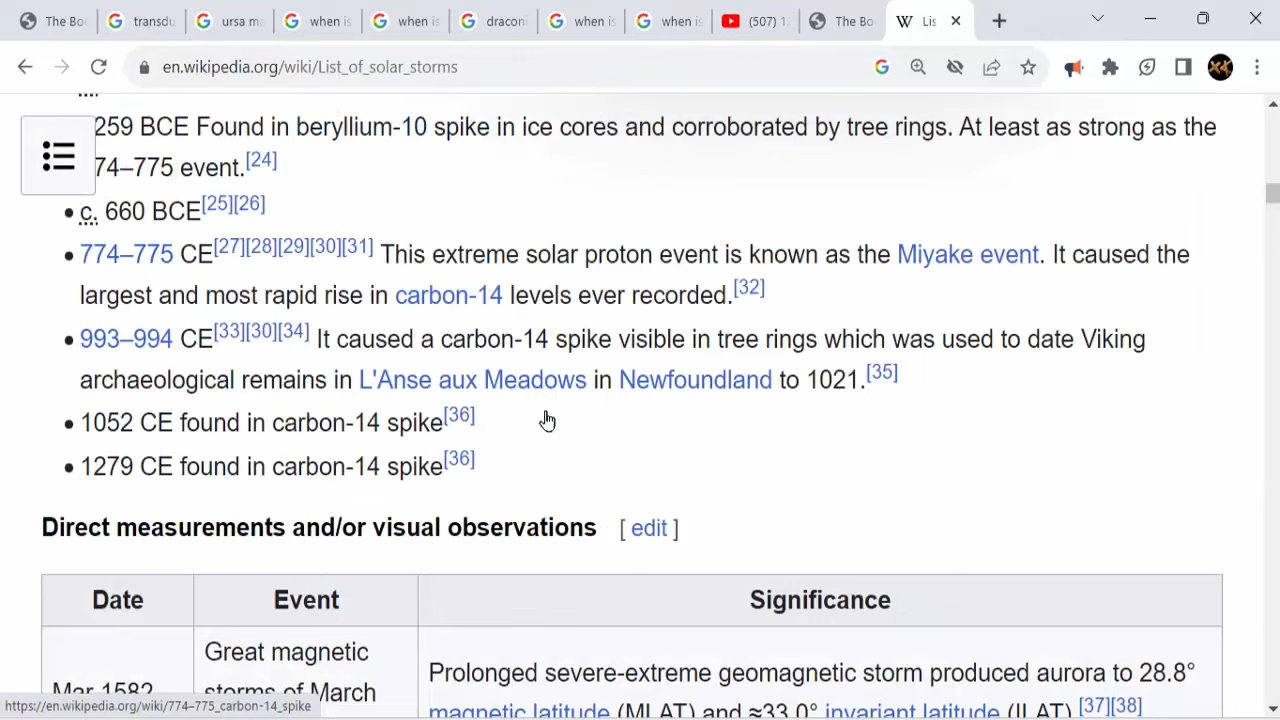 The Bo
transdu
ursa ma
when is
when is
draconi
when is
when is
(507) 1
The Bo
Lis
en.wikipedia.org/wiki/List_of_solar_storms
259 BCE Found in beryllium-10 spike in ice cores and corroborated by tree rings. At least as strong as the
74–775 event.[24]
• c. 660 BCE[25][26]
• 774–775 CE[27][28][29][30][31] This extreme solar proton event is known as the Miyake event. It caused the
largest and most rapid rise in carbon-14 levels ever recorded.[32]
• 993–994 CE[33][30][34] It caused a carbon-14 spike visible in tree rings which was used to date Viking
archaeological remains in L'Anse aux Meadows in Newfoundland to 1021.[35]
• 1052 CE found in carbon-14 spike[36]
• 1279 CE found in carbon-14 spike[36]
Direct measurements and/or visual observations [ edit ]
Date Event Significance
Great magnetic
Prolonged severe-extreme geomagnetic storm produced aurora to 28.8°
Mar 1582 storms of March
magnetic latitude (MLAT) and ≈33.0° invariant latitude (ILAT).[37][38]
https://en.wikipedia.org/wiki/774–775_carbon-14_spike